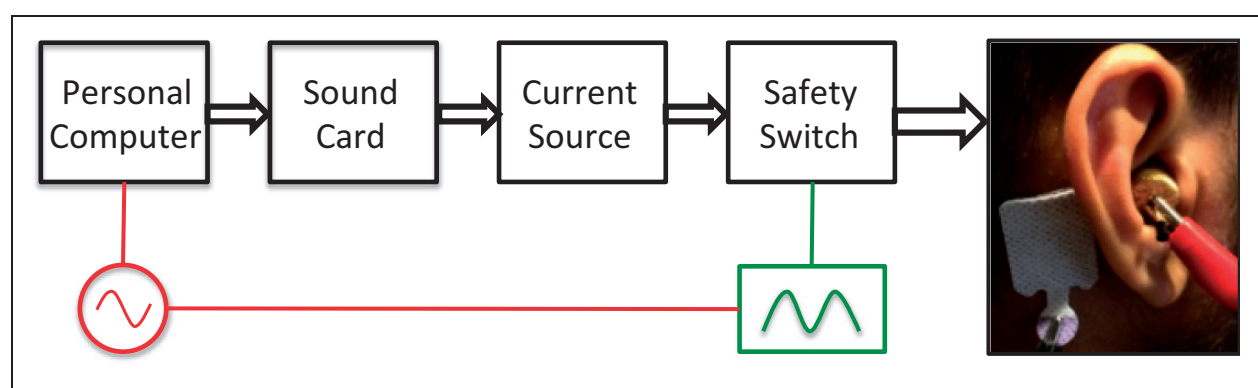 Personal
Computer
Sound
Card
Current
Source
Safety
Switch